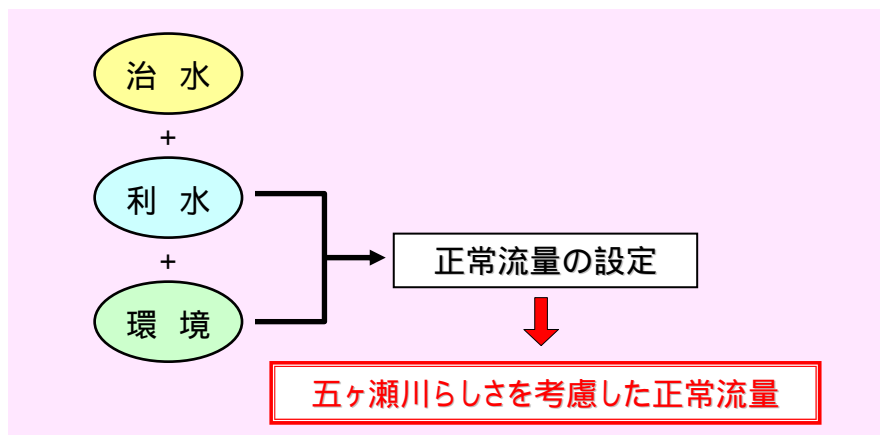 治 水
+
利 水
+
環 境
正常流量の設定
五ヶ瀬川らしさを考慮した正常流量